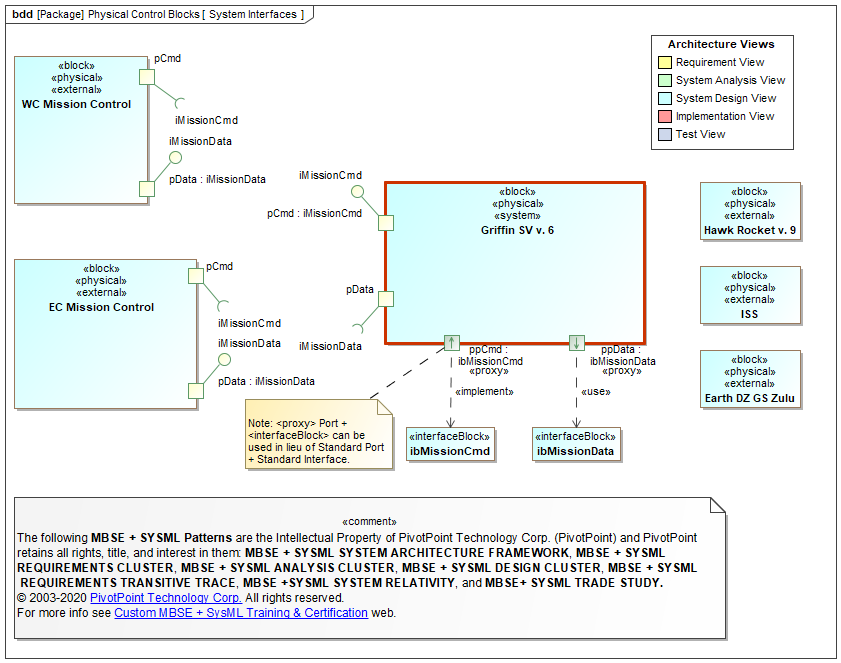 bdd [Package] Physical Control Blocks [ System Interfaces ]
«block»
«physical»
«external»
WC Mission Control
pCmd
iMissionCmd
iMissionData
pData : iMissionData
Architecture Views
Requirement View
System Analysis View
System Design View
Implementation View
Test View
iMissionCmd
pCmd : iMissionCmd
pData
iMissionData
«block»
«physical»
«system»
Griffin SV v. 6
«block»
«physical»
«external»
Hawk Rocket v. 9
«block»
«physical»
«external»
EC Mission Control
pCmd
iMissionCmd
iMissionData
pData : iMissionData
«block»
«physical»
«external»
ISS
ppCmd :
ibMissionCmd
«proxy»
«implement»
ppData :
ibMissionData
«proxy»
«use»
«block»
«physical»
«external»
Earth DZ GS Zulu
Note: <proxy> Port +
<interfaceBlock> can be
used in lieu of Standard Port
+ Standard Interface.
«interfaceBlock»
ibMissionCmd
«interfaceBlock»
ibMissionData
«comment»
The following MBSE + SYSML Patterns are the Intellectual Property of PivotPoint Technology Corp. (PivotPoint) and PivotPoint
retains all rights, title, and interest in them: MBSE + SYSML SYSTEM ARCHITECTURE FRAMEWORK, MBSE + SYSML
REQUIREMENTS CLUSTER, MBSE + SYSML ANALYSIS CLUSTER, MBSE + SYSML DESIGN CLUSTER, MBSE + SYSML
REQUIREMENTS TRANSITIVE TRACE, MBSE +SYSML SYSTEM RELATIVITY, and MBSE+ SYSML TRADE STUDY.
© 2003-2020 PivotPoint Technology Corp. All rights reserved.
For more info see Custom MBSE + SysML Training & Certification web.